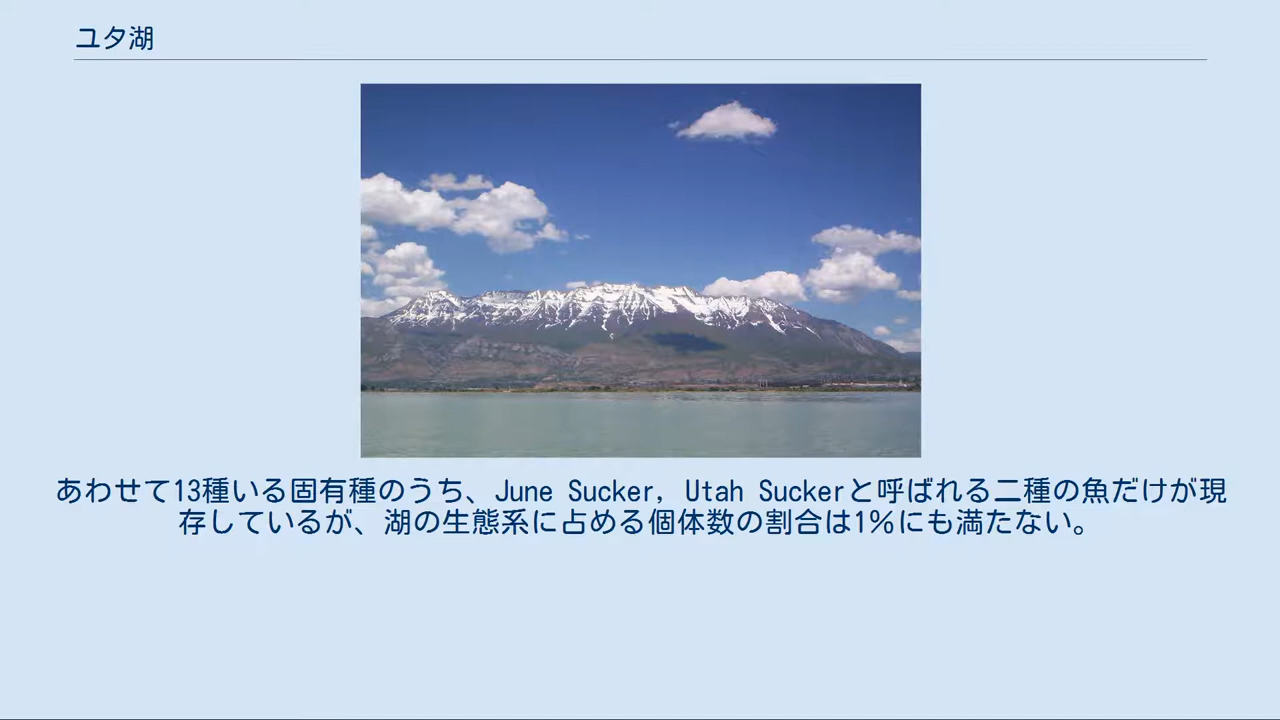 ユタ湖
あわせて13種いる固有種のうち、June Sucker, Utah Suckerと呼ばれる二種の魚だけが現
存しているが、湖の生態系に占める個体数の割合は1%にも満たない。